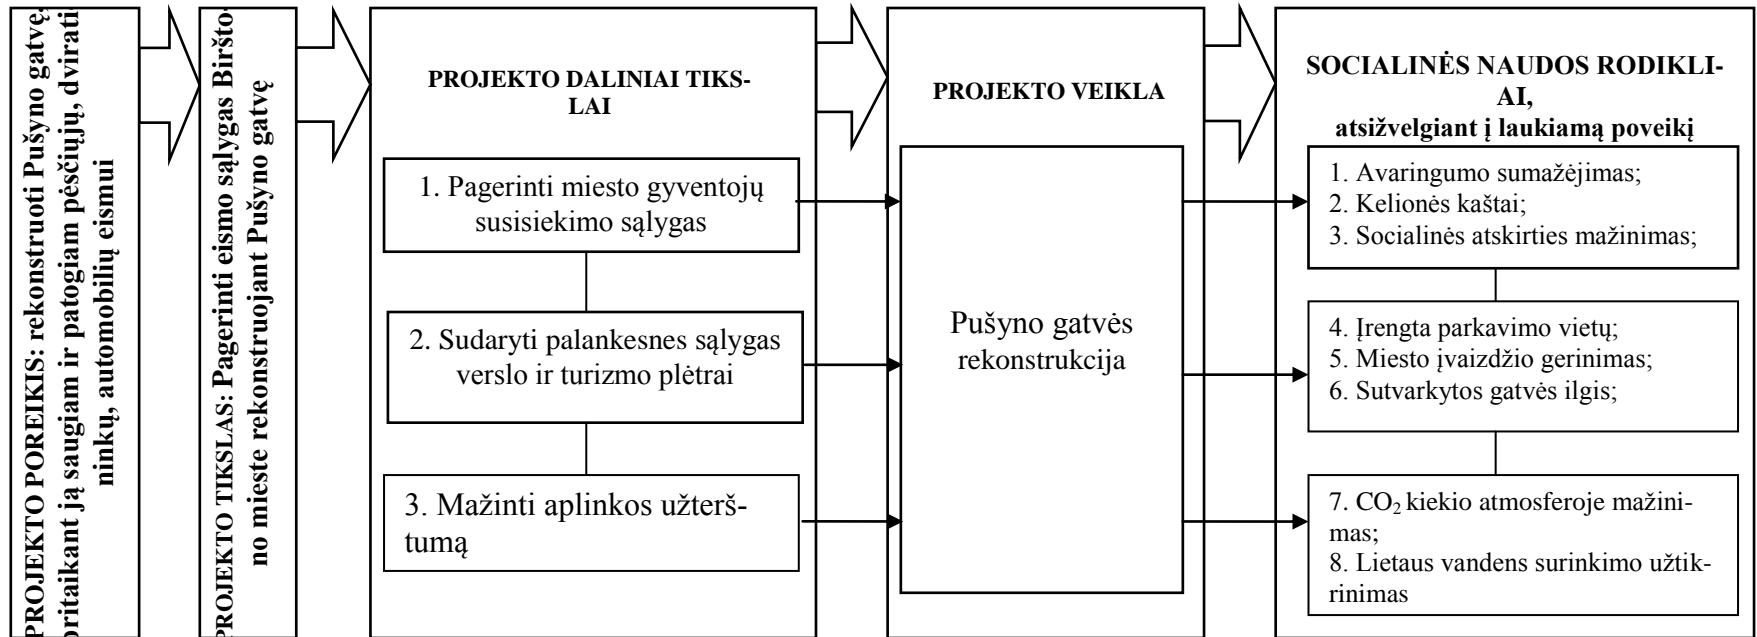 PROJEKTO POREIKIS: rekonstruoti Pušyno gatvę,
pritaikant ją saugiam ir patogiam pėsčiųjų, dvirati-
ninkų, automobilių eismui
PROJEKTO TIKSLAS: Pagerinti eismo sąlygas Biršto-
no mieste rekonstruojant Pušyno gatvę
PROJEKTO DALINIAI TIKS-
LAI
1. Pagerinti miesto gyventojų
susisiekimo sąlygas
2. Sudaryti palankesnes sąlygas
verslo ir turizmo plėtrai
3. Mažinti aplinkos užterš-
tumą
PROJEKTO VEIKLA
Pušyno gatvės
rekonstrukcija
SOCIALINĖS NAUDOS RODIKLI-
AI,
atsižvelgiant į laukiamą poveikį
1. Avaringumo sumažėjimas;
2. Kelionės kaštai;
3. Socialinės atskirties mažinimas;
4. Įrengta parkavimo vietų;
5. Miesto įvaizdžio gerinimas;
6. Sutvarkytos gatvės ilgis;
7. CO₂ kiekio atmosferoje mažini-
mas;
8. Lietaus vandens surinkimo užtik-
rinimas